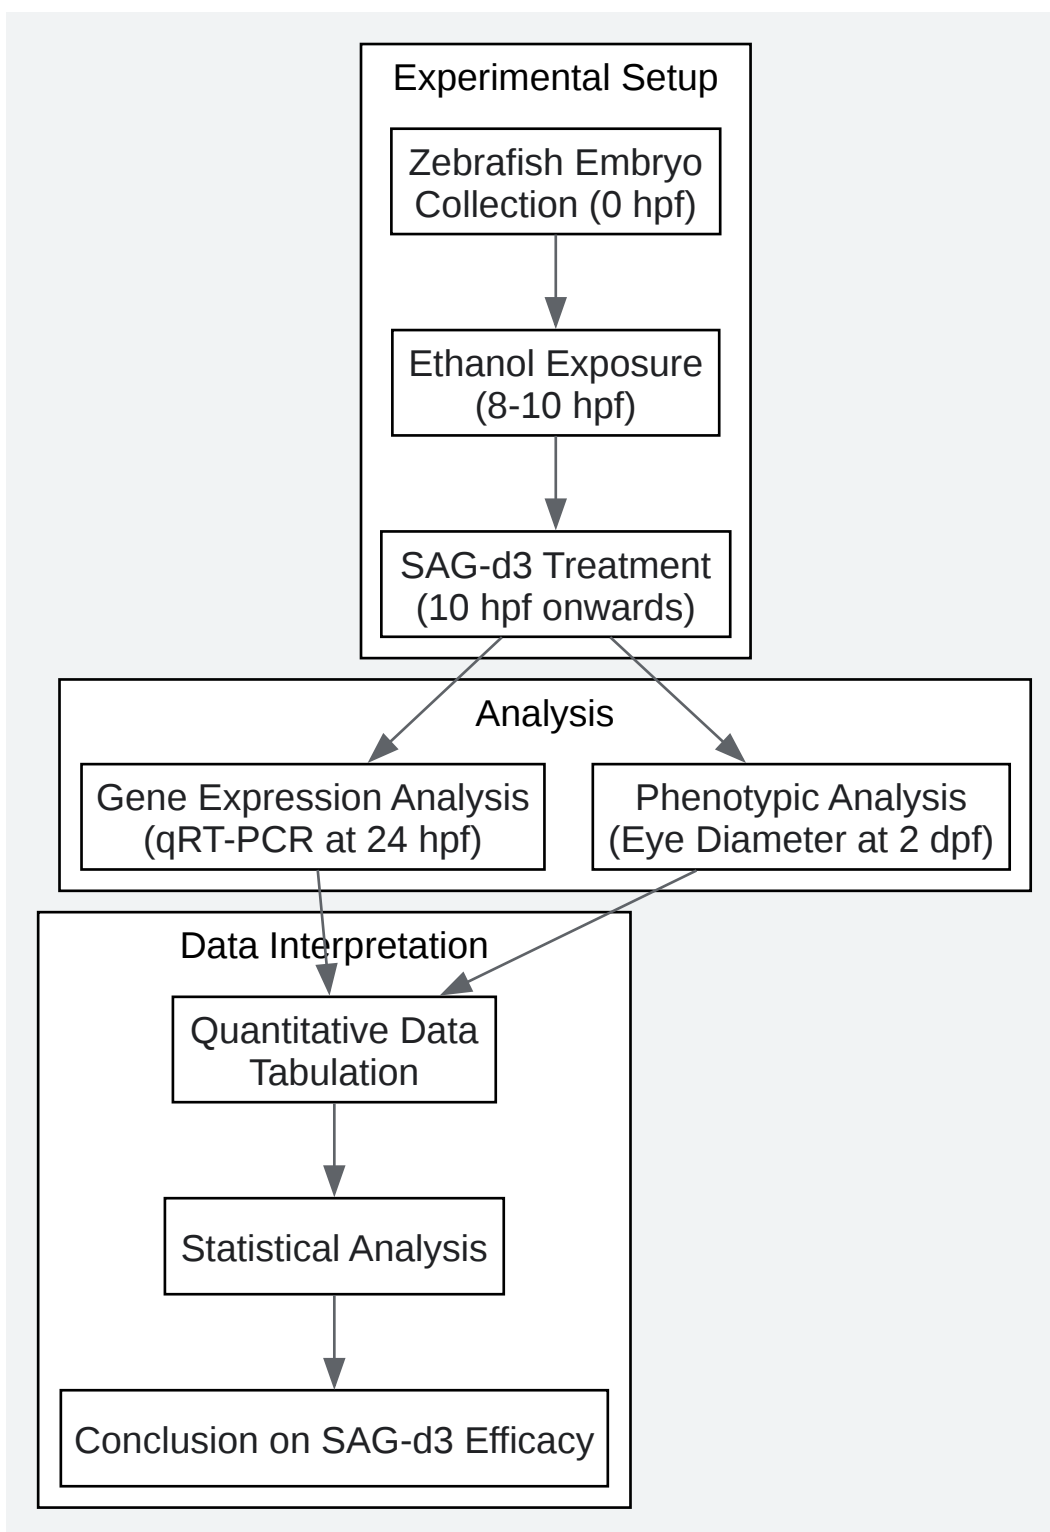 Experimental Setup
Zebrafish Embryo
Collection (0 hpf)
Ethanol Exposure
(8-10 hpf)
SAG-d3 Treatment
(10 hpf onwards)
Analysis
Gene Expression Analysis
(qRT-PCR at 24 hpf)
Phenotypic Analysis
(Eye Diameter at 2 dpf)
Data Interpretation
Quantitative Data
Tabulation
Statistical Analysis
Conclusion on SAG-d3 Efficacy